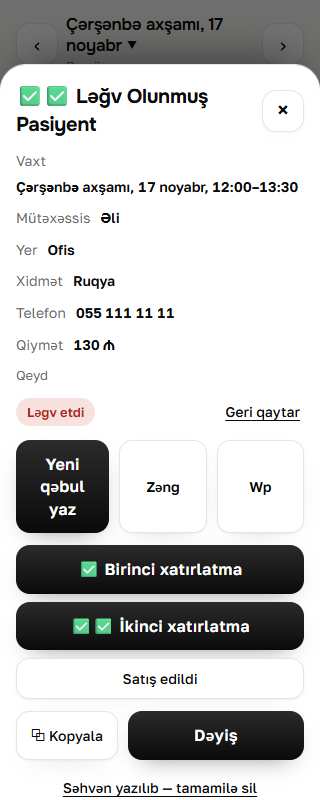 ‹
Çərşənbə axşamı, 17
noyabr ▼
›
✅ ✅ Ləğv Olunmuş
Pasiyent
×
Vaxt
Çərşənbə axşamı, 17 noyabr, 12:00–13:30
Mütəxəssis Əli
Yer Ofis
Xidmət Ruqya
Telefon 055 111 11 11
Qiymət 130 ₼
Qeyd
Ləgv etdi
Geri qaytar
Yeni
qəbul
yaz
Zəng
Wp
✅ Birinci xatırlatma
✅ ✅ İkinci xatırlatma
Satış edildi
Kopyala
Dəyiş
Səhvən yazılıb — tamamilə sil